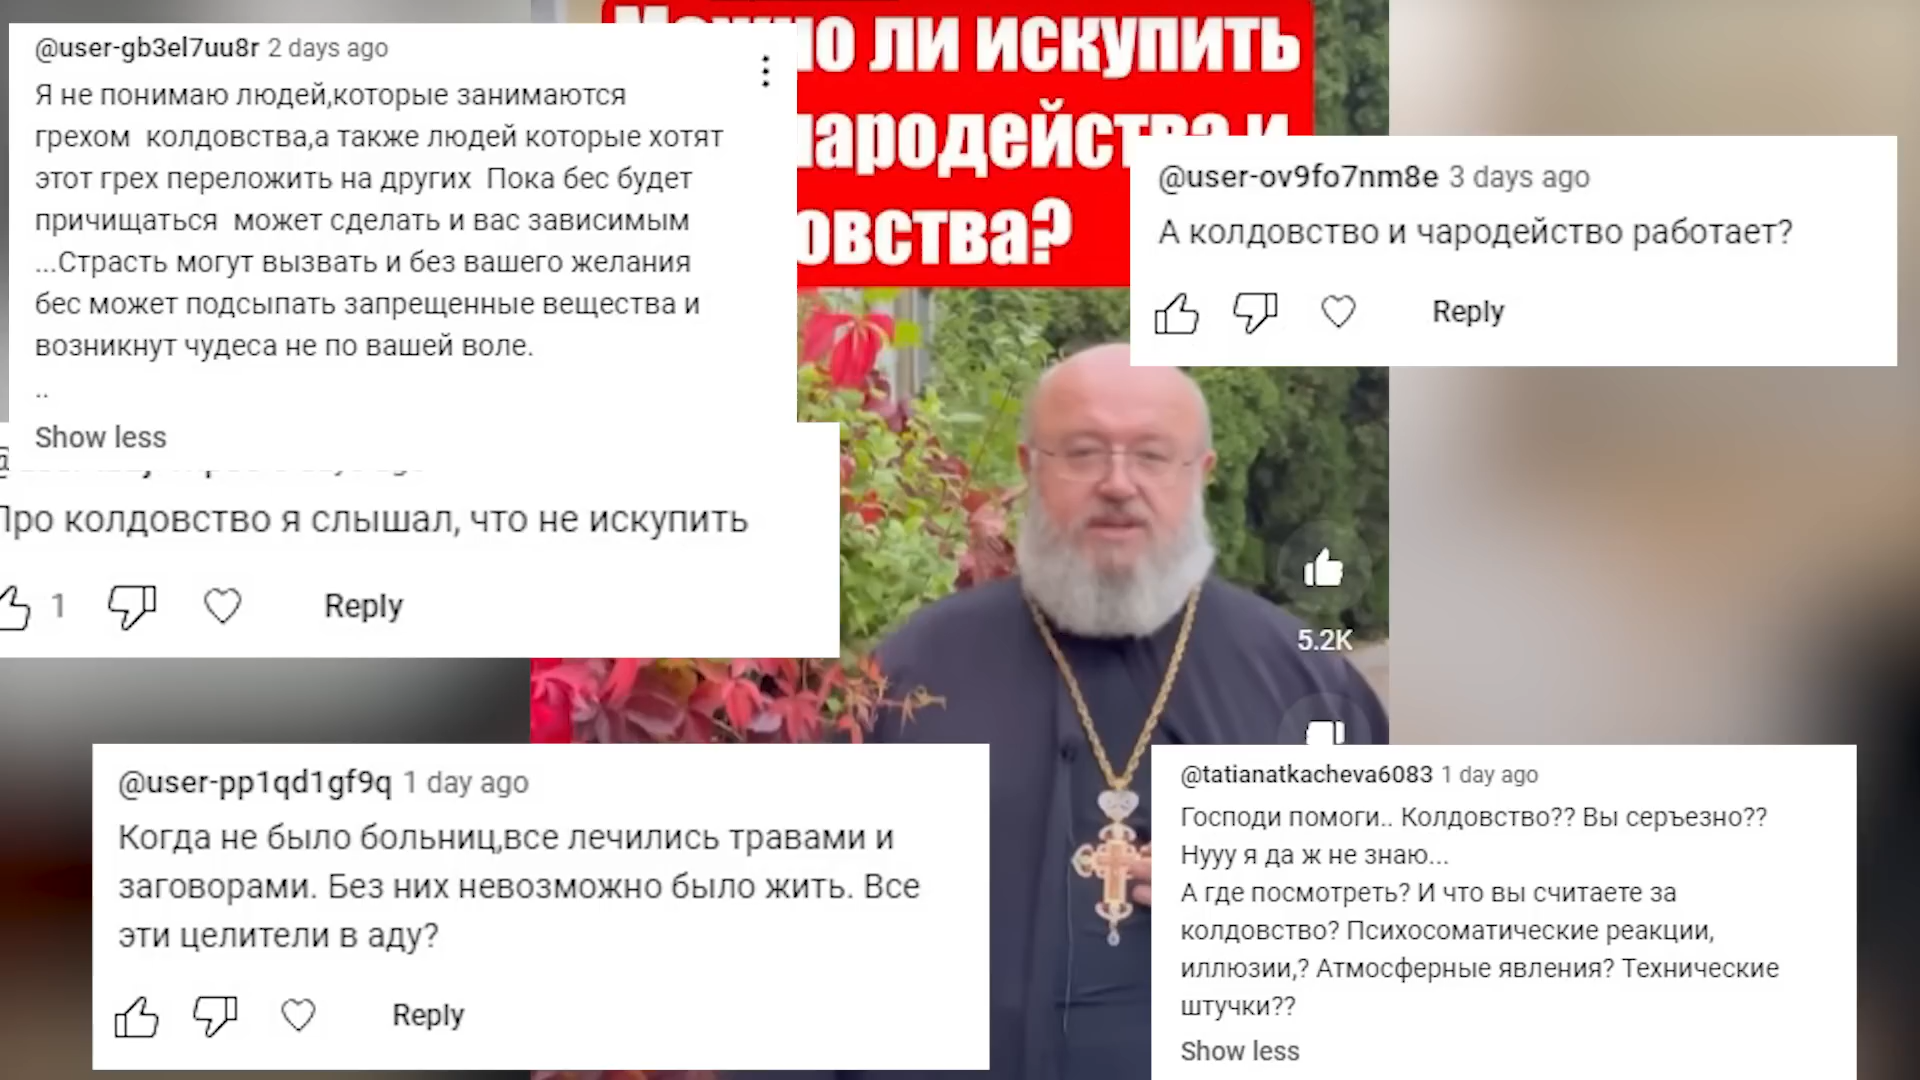 ли искупить
чародейства и
?
@user-gb3el7uu8r 2 days ago
Я не понимаю людей,которые занимаются
грехом колдовства,а также людей которые хотят
этот грех переложить на других Пока бес будет
причищаться может сделать и вас зависимым
...Страсть могут вызвать и без вашего желания
бес может подсыпать запрещенные вещества и
возникнут чудеса не по вашей воле.
..
Show less
Про колдовство я слышал, что не искупить
1 Reply
@user-ov9fo7nm8e 3 days ago
А колдовство и чародейство работает?
Reply
5.2K
@user-pp1qd1gf9q 1 day ago
Когда не было больниц,все лечились травами и
заговорами. Без них невозможно было жить. Все
эти целители в аду?
Reply
@tatianatkacheva6083 1 day ago
Господи помоги.. Колдовство?? Вы серъезно??
Нууу я да ж не знаю...
А где посмотреть? И что вы считаете за
колдовство? Психосоматические реакции,
иллюзии,? Атмосферные явления? Технические
штучки??
Show less